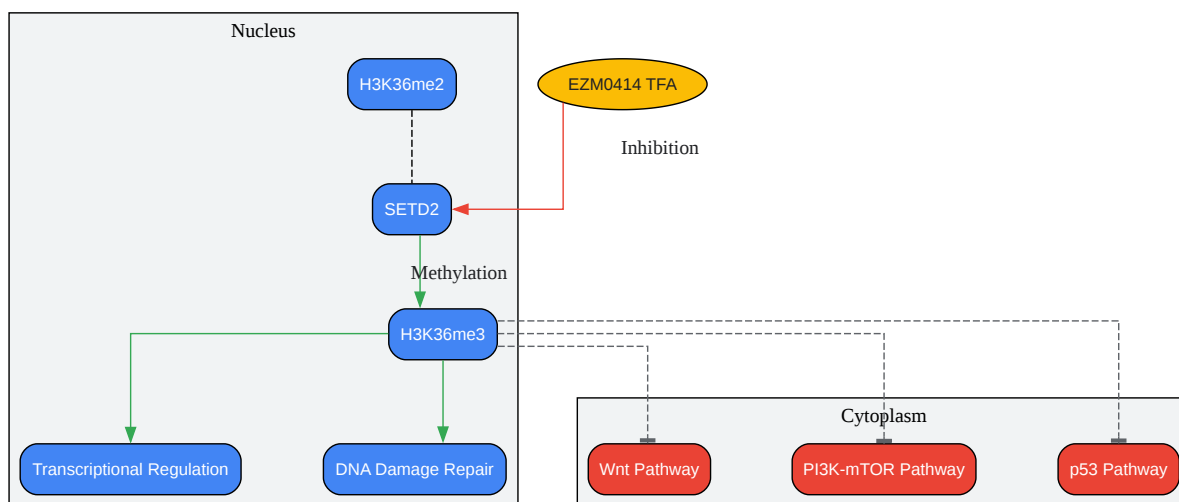 Nucleus
H3K36me2
EZM0414 TFA
Inhibition
SETD2
Methylation
H3K36me3
Cytoplasm
Transcriptional Regulation
DNA Damage Repair
Wnt Pathway
PI3K-mTOR Pathway
p53 Pathway